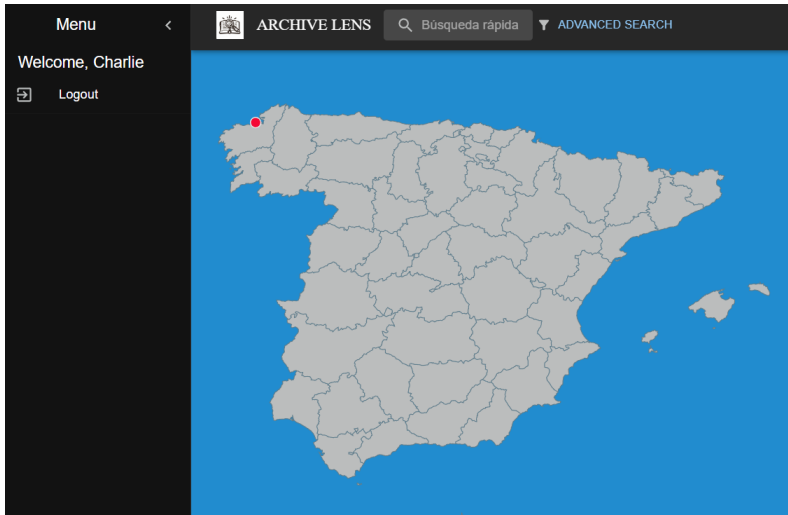 Menu
ARCHIVE LENS
Búsqueda rápida
ADVANCED SEARCH
Welcome, Charlie
Logout